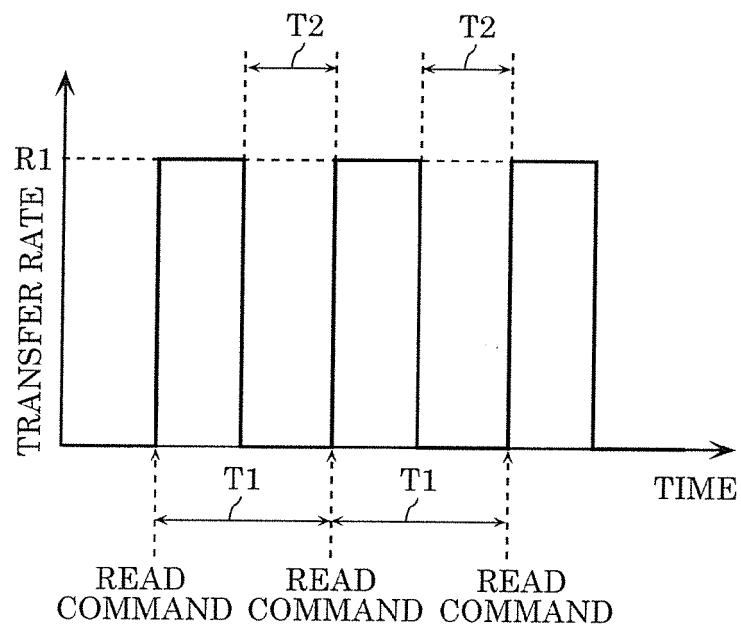 T2
T2
R1
TRANSFER RATE
T1
T1
TIME
READ COMMAND
READ COMMAND
READ COMMAND